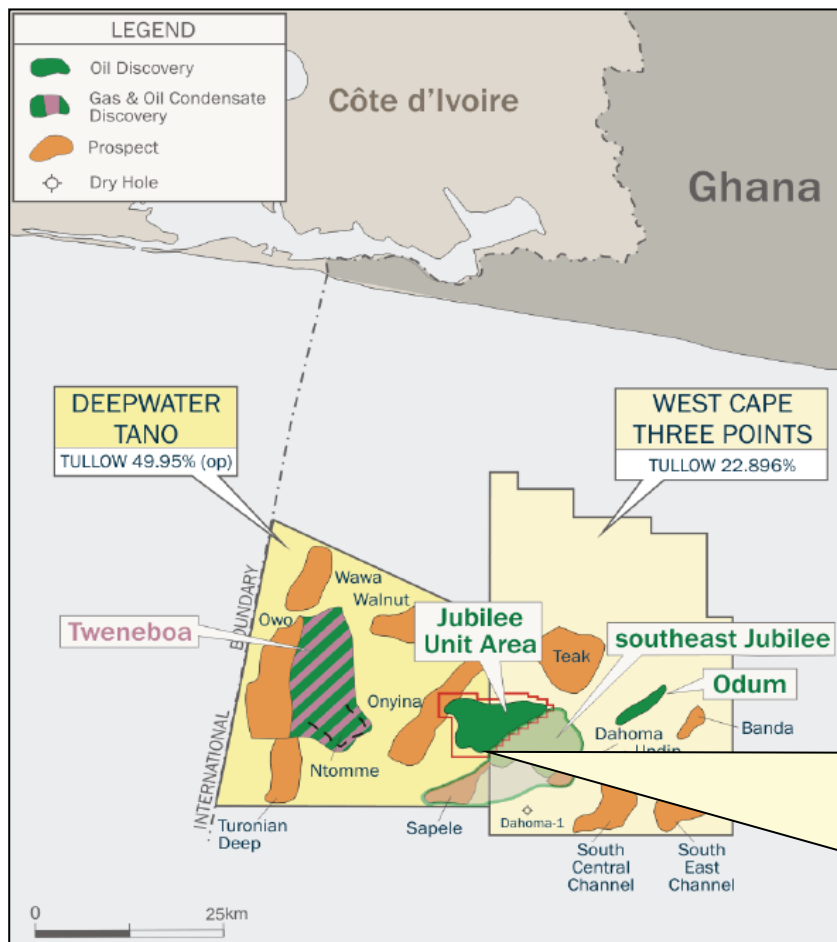 LEGEND
Oil Discovery
Gas & Oil Condensate
Discovery
Prospect
Dry Hole
Côte d'Ivoire
Ghana
DEEPWATER
TANO
TULLOW 49.95% (op)
WEST CAPE
THREE POINTS
TULLOW 22.896%
INTERNATIONAL
BOUNDARY
Wawa
Walnut
Owo
Tweneboa
Jubilee
Unit Area
southeast Jubilee
Teak
Odum
Onyina
Dahoma
Banda
Ntomme
Turonian
Deep
Sapele
Dahoma-1
South
Central
Channel
South
East
Channel
0
25km